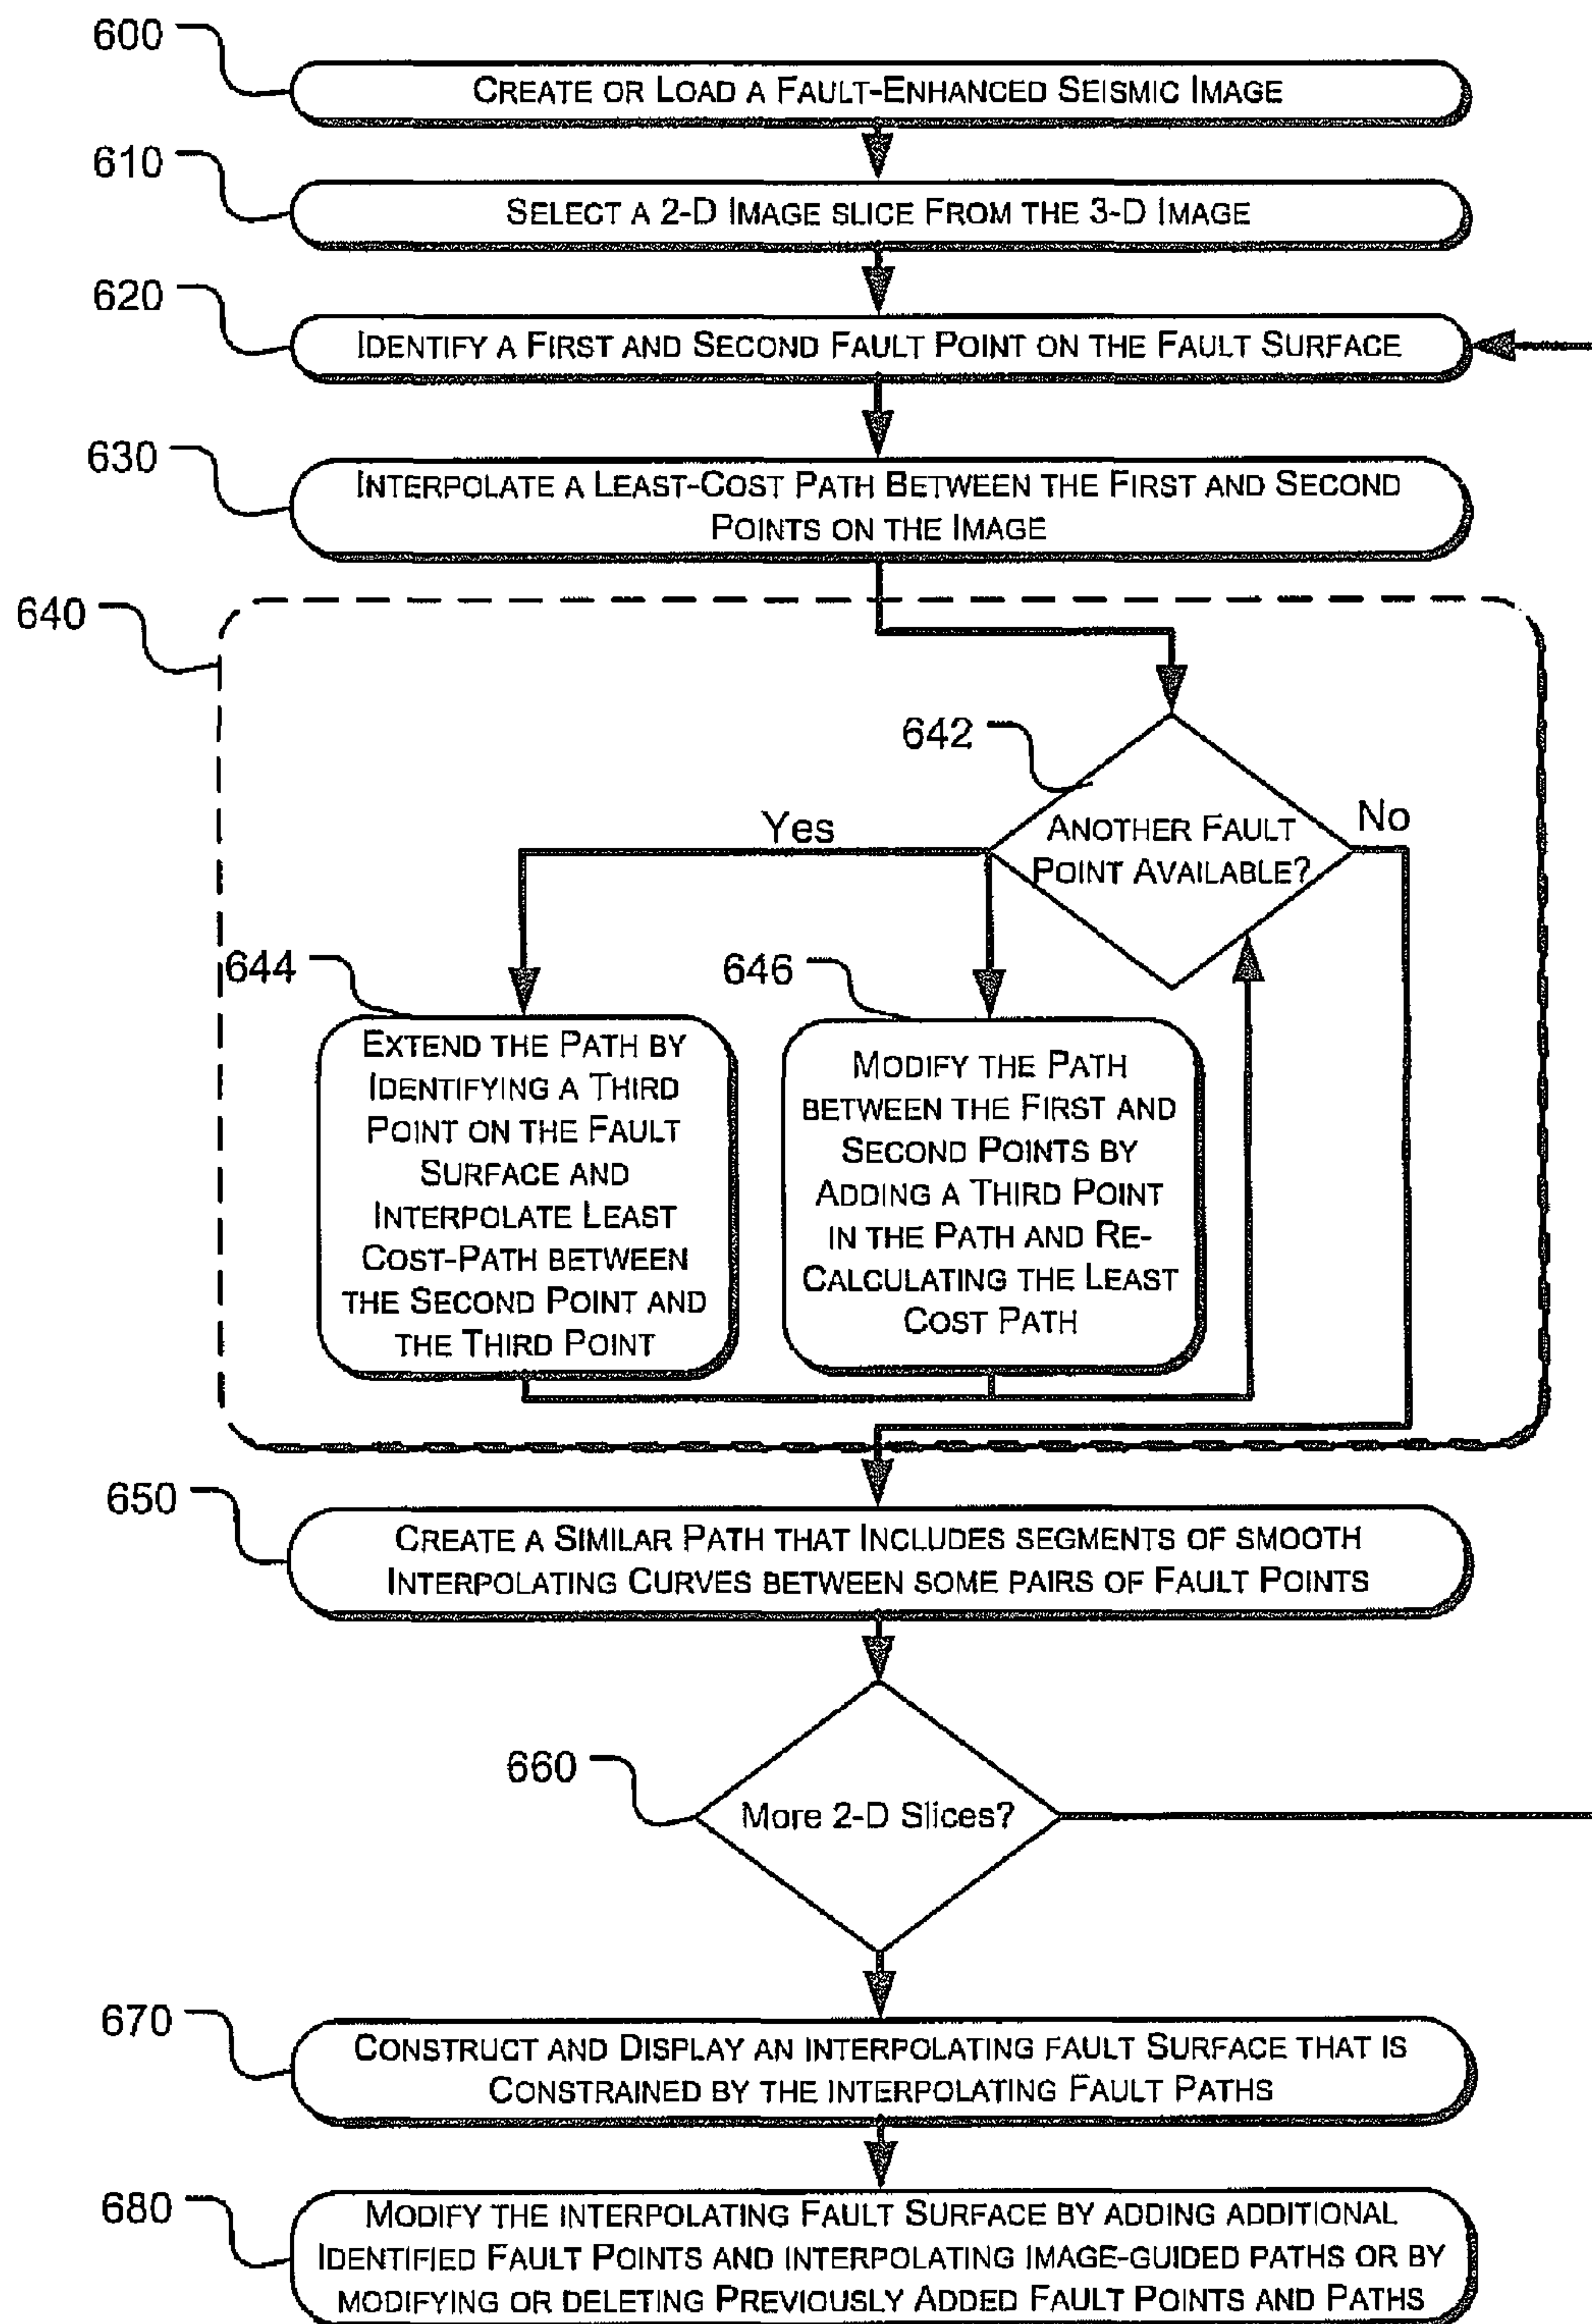 600
CREATE OR LOAD A FAULT-ENHANCED SEISMIC IMAGE
610
SELECT A 2-D IMAGE SLICE FROM THE 3-D IMAGE
620
IDENTIFY A FIRST AND SECOND FAULT POINT ON THE FAULT SURFACE
630
INTERPOLATE A LEAST-COST PATH BETWEEN THE FIRST AND SECOND
POINTS ON THE IMAGE
640
642
ANOTHER FAULT
POINT AVAILABLE?
Yes
No
644
EXTEND THE PATH BY
IDENTIFYING A THIRD
POINT ON THE FAULT
SURFACE AND
INTERPOLATE LEAST
COST-PATH BETWEEN
THE SECOND POINT AND
THE THIRD POINT
646
MODIFY THE PATH
BETWEEN THE FIRST AND
SECOND POINTS BY
ADDING A THIRD POINT
IN THE PATH AND RE-
CALCULATING THE LEAST
COST PATH
650
CREATE A SIMILAR PATH THAT INCLUDES SEGMENTS OF SMOOTH
INTERPOLATING CURVES BETWEEN SOME PAIRS OF FAULT POINTS
660
More 2-D Slices?
670
CONSTRUCT AND DISPLAY AN INTERPOLATING FAULT SURFACE THAT IS
CONSTRAINED BY THE INTERPOLATING FAULT PATHS
680
MODIFY THE INTERPOLATING FAULT SURFACE BY ADDING ADDITIONAL
IDENTIFIED FAULT POINTS AND INTERPOLATING IMAGE-GUIDED PATHS OR BY
MODIFYING OR DELETING PREVIOUSLY ADDED FAULT POINTS AND PATHS